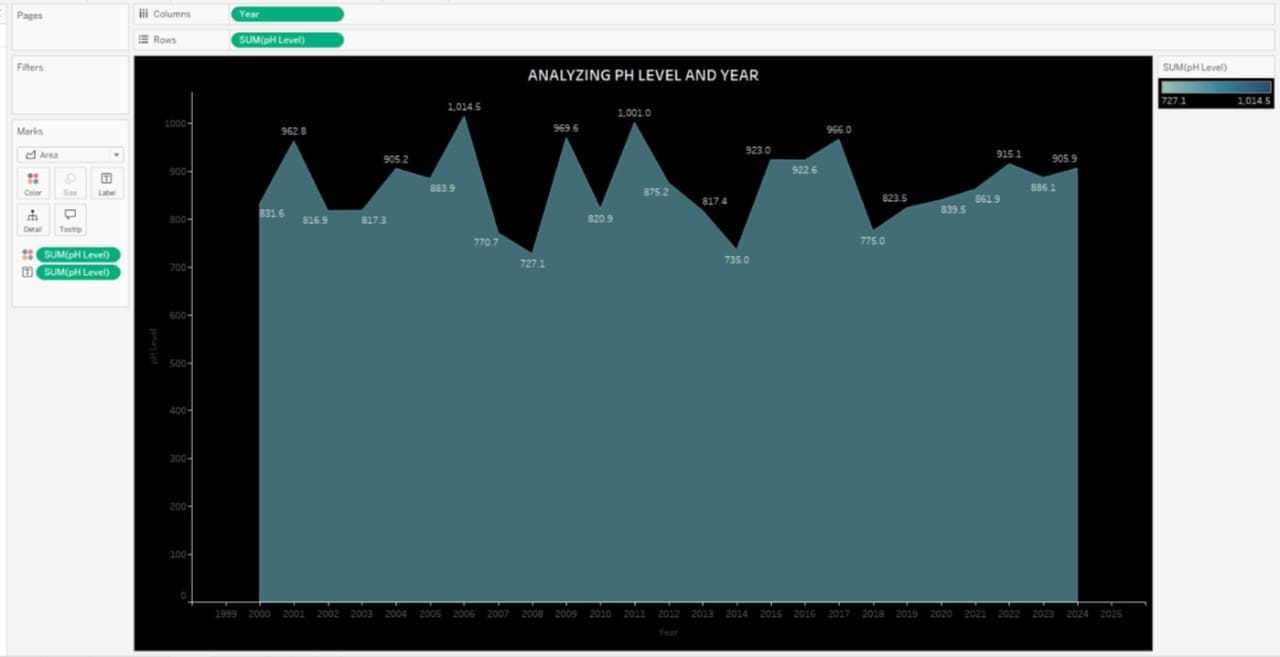 Pages
Columns
Year
Rows
SUM(pH Level)
Filters
Marks
Area
Color
Size
Label
Detail
Tooltip
SUM(pH Level)
SUM(pH Level)
ANALYZING PH LEVEL AND YEAR
pH Level
1000
900
800
700
600
500
400
300
200
100
0
831.6
962.8
816.9
817.3
905.2
883.9
1,014.5
770.7
727.1
969.6
820.9
1,001.0
875.2
817.4
735.0
923.0
922.6
966.0
775.0
823.5
839.5
861.9
915.1
886.1
905.9
1999 2000 2001 2002 2003 2004 2005 2006 2007 2008 2009 2010 2011 2012 2013 2014 2015 2016 2017 2018 2019 2020 2021 2022 2023 2024 2025
Year
SUM(pH Level)
727.1 1,014.5